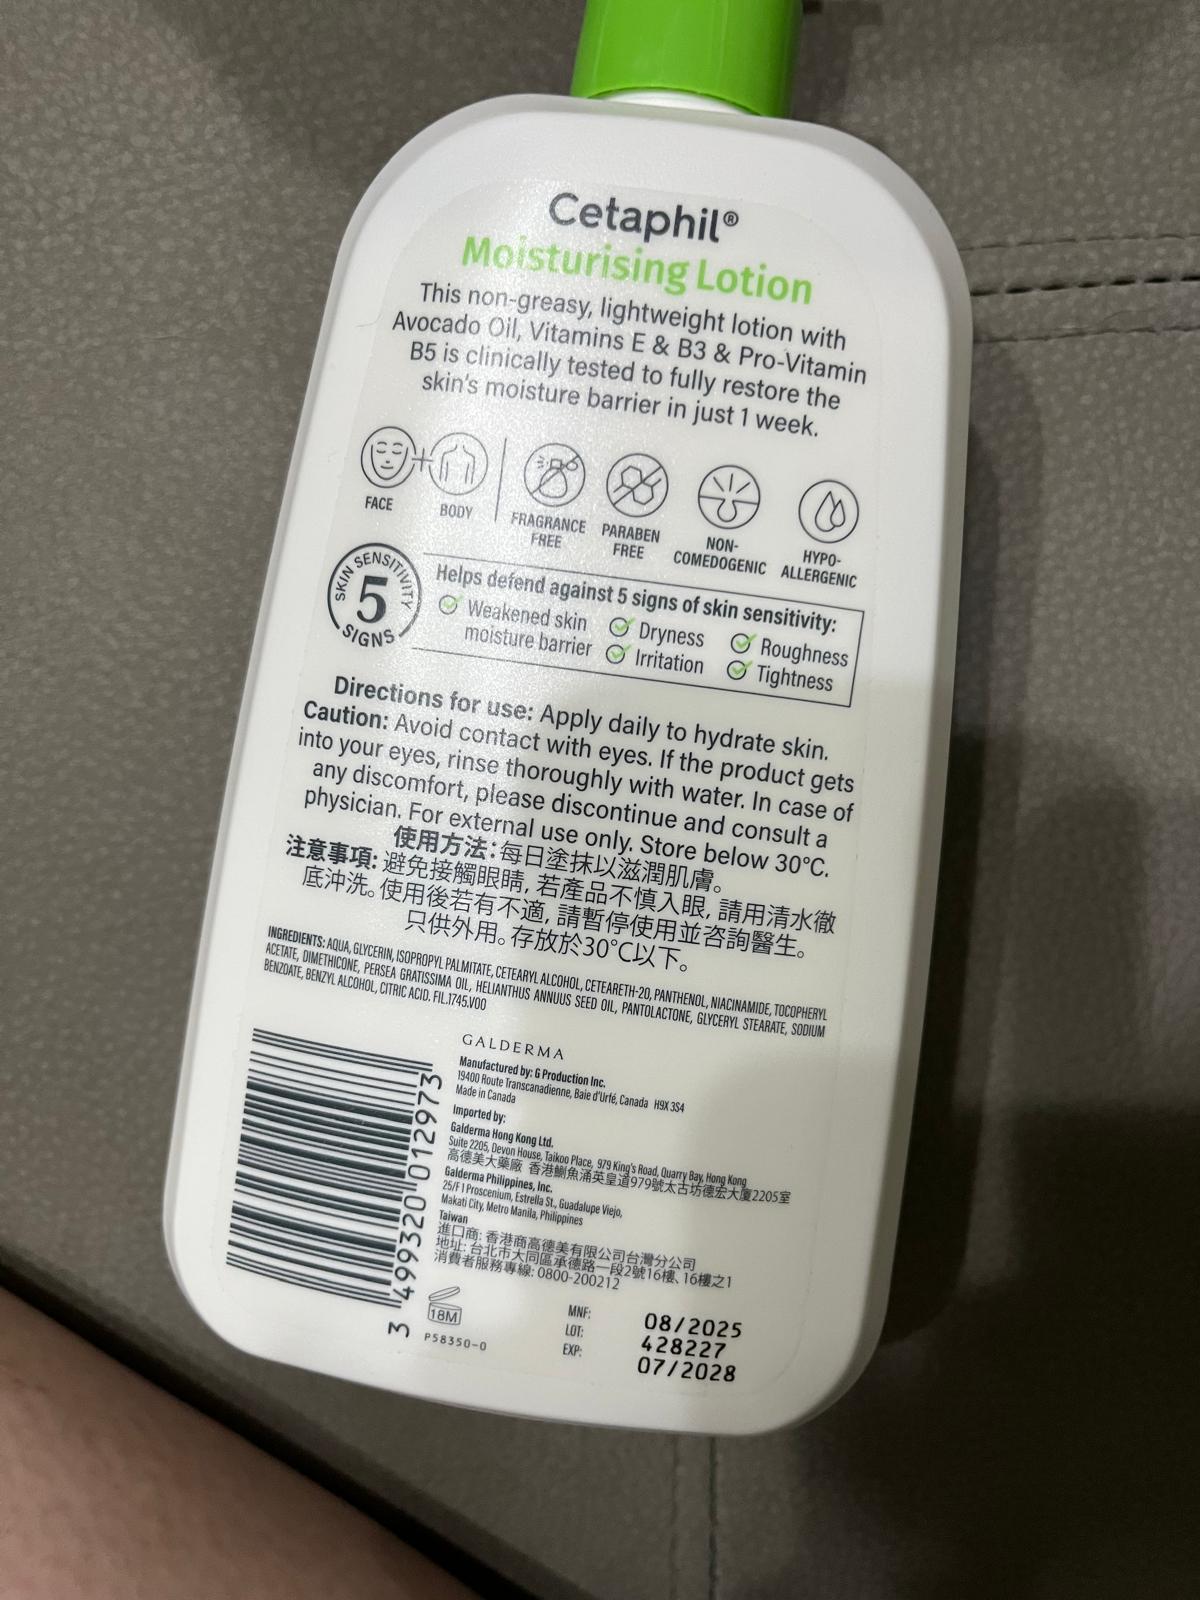 Cetaphil®
Moisturising Lotion
This non-greasy, lightweight lotion with
Avocado Oil, Vitamins E & B3 & Pro-Vitamin
B5 is clinically tested to fully restore the
skin's moisture barrier in just 1 week.
FACE
+
BODY
FRAGRANCE
FREE
PARABEN
FREE
NON-
COMEDOGENIC
HYPO-
ALLERGENIC
SKIN SENSITIVITY
5
SIGNS
Helps defend against 5 signs of skin sensitivity:
Weakened skin
moisture barrier
Dryness
Irritation
Roughness
Tightness
Directions for use: Apply daily to hydrate skin.
Caution: Avoid contact with eyes. If the product gets
into your eyes, rinse thoroughly with water. In case of
any discomfort, please discontinue and consult a
physician. For external use only. Store below 30°C.
使用方法：每日塗抹以滋潤肌膚。
注意事項: 避免接觸眼睛, 若產品不慎入眼, 請用清水徹
底沖洗。使用後若有不適, 請暫停使用並咨詢醫生。
只供外用。存放於30°C以下。
INGREDIENTS: AQUA, GLYCERIN, ISOPROPYL PALMITATE, CETEARYL ALCOHOL, CETEARETH-20, PANTHENOL, NIACINAMIDE, TOCOPHERYL
ACETATE, DIMETHICONE, PERSEA GRATISSIMA OIL, HELIANTHUS ANNUUS SEED OIL, PANTOLACTONE, GLYCERYL STEARATE, SODIUM
BENZOATE, BENZYL ALCOHOL, CITRIC ACID. FIL.1745.V00
3 499320 012973
GALDERMA
Manufactured by: G Production Inc.
19400 Route Transcanadienne, Baie d'Urfé, Canada H9X 3S4
Made in Canada
Imported by:
Galderma Hong Kong Ltd.
Suite 2205, Devon House, Taikoo Place, 979 King's Road, Quarry Bay, Hong Kong
高德美大藥廠 香港鰂魚涌英皇道979號太古坊德宏大廈2205室
Galderma Philippines, Inc.
25/F 1 Proscenium, Estrella St., Guadalupe Viejo,
Makati City, Metro Manila, Philippines
Taiwan
進口商: 香港商高德美有限公司台灣分公司
地址: 台北市大同區承德路一段2號16樓、16樓之1
消費者服務專線: 0800-200212
18M
P58350-0
MNF: 08/2025
LOT: 428227
EXP: 07/2028